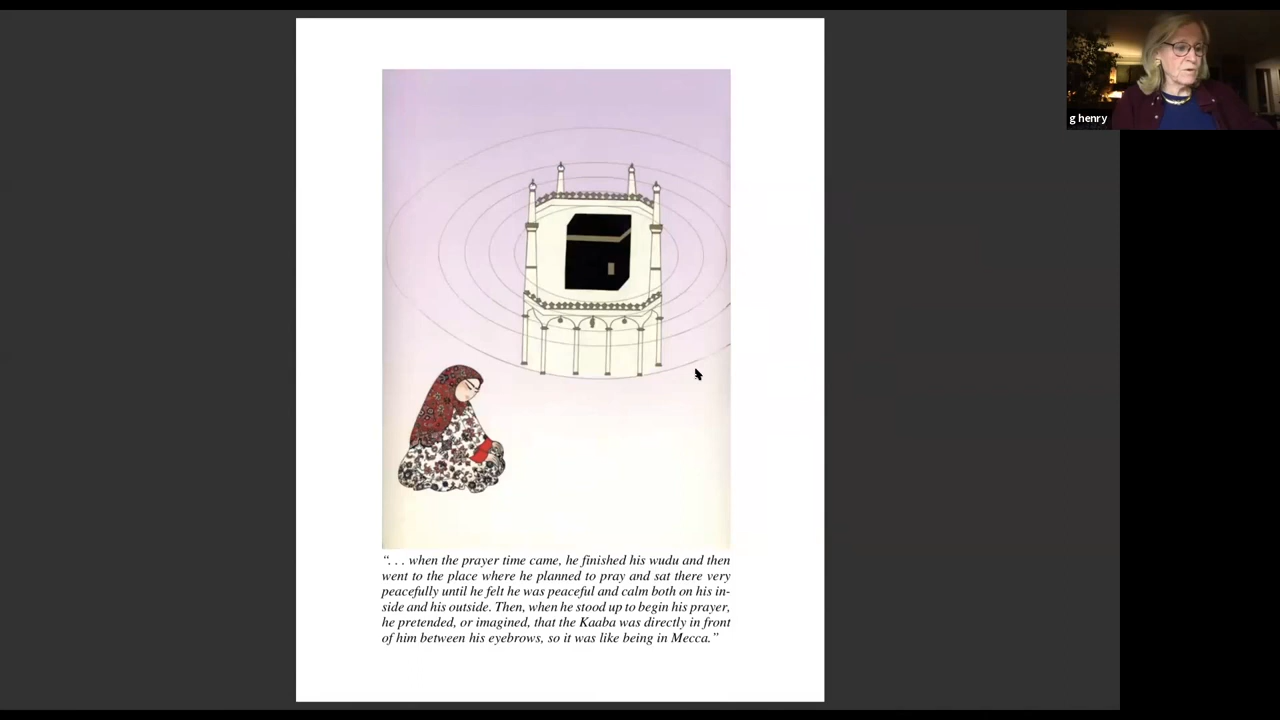 g henry
“. . . when the prayer time came, he finished his wudu and then
went to the place where he planned to pray and sat there very
peacefully until he felt he was peaceful and calm both on his in-
side and his outside. Then, when he stood up to begin his prayer,
he pretended, or imagined, that the Kaaba was directly in front
of him between his eyebrows, so it was like being in Mecca.”